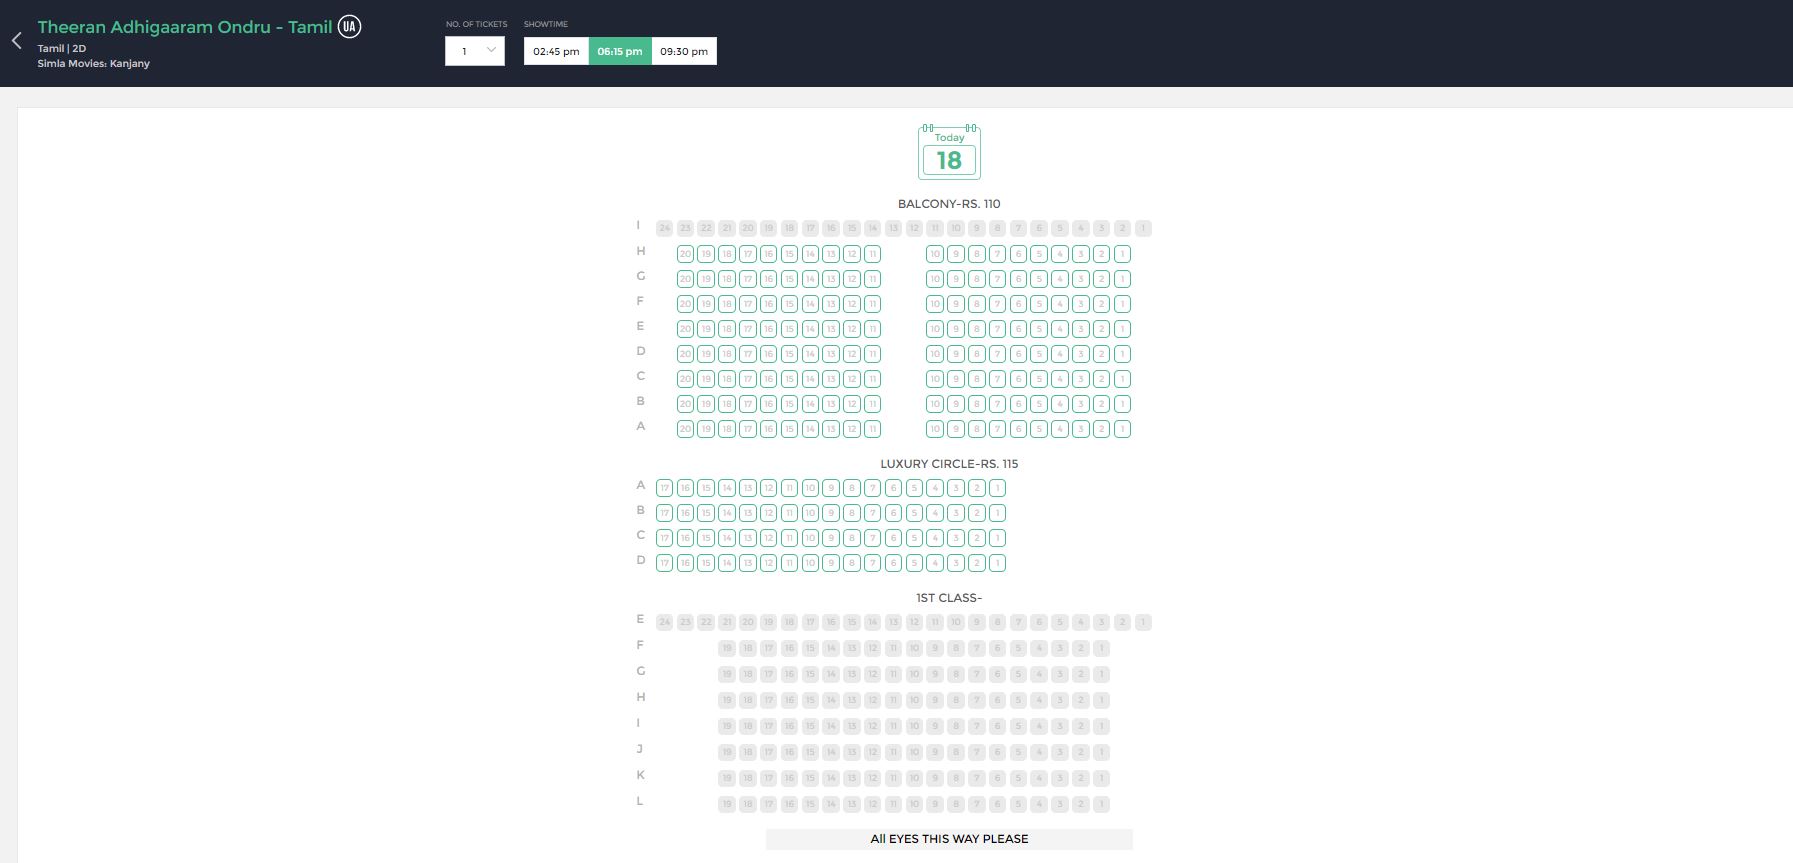 Theeran Adhigaaram Ondru - Tamil UA
Tamil | 2D
Simla Movies: Kanjany
NO. OF TICKETS SHOWTIME
1 02:45 pm 06:15 pm 09:30 pm
Today
18
BALCONY-RS. 110
I 24 23 22 21 20 19 18 17 16 15 14 13 12 11 10 9 8 7 6 5 4 3 2 1
H 20 19 18 17 16 15 14 13 12 11 10 9 8 7 6 5 4 3 2 1
G 20 19 18 17 16 15 14 13 12 11 10 9 8 7 6 5 4 3 2 1
F 20 19 18 17 16 15 14 13 12 11 10 9 8 7 6 5 4 3 2 1
E 20 19 18 17 16 15 14 13 12 11 10 9 8 7 6 5 4 3 2 1
D 20 19 18 17 16 15 14 13 12 11 10 9 8 7 6 5 4 3 2 1
C 20 19 18 17 16 15 14 13 12 11 10 9 8 7 6 5 4 3 2 1
B 20 19 18 17 16 15 14 13 12 11 10 9 8 7 6 5 4 3 2 1
A 20 19 18 17 16 15 14 13 12 11 10 9 8 7 6 5 4 3 2 1
LUXURY CIRCLE-RS. 115
A 17 16 15 14 13 12 11 10 9 8 7 6 5 4 3 2 1
B 17 16 15 14 13 12 11 10 9 8 7 6 5 4 3 2 1
C 17 16 15 14 13 12 11 10 9 8 7 6 5 4 3 2 1
D 17 16 15 14 13 12 11 10 9 8 7 6 5 4 3 2 1
1ST CLASS-
E 24 23 22 21 20 19 18 17 16 15 14 13 12 11 10 9 8 7 6 5 4 3 2 1
F 19 18 17 16 15 14 13 12 11 10 9 8 7 6 5 4 3 2 1
G 19 18 17 16 15 14 13 12 11 10 9 8 7 6 5 4 3 2 1
H 19 18 17 16 15 14 13 12 11 10 9 8 7 6 5 4 3 2 1
I 19 18 17 16 15 14 13 12 11 10 9 8 7 6 5 4 3 2 1
J 19 18 17 16 15 14 13 12 11 10 9 8 7 6 5 4 3 2 1
K 19 18 17 16 15 14 13 12 11 10 9 8 7 6 5 4 3 2 1
L 19 18 17 16 15 14 13 12 11 10 9 8 7 6 5 4 3 2 1
All EYES THIS WAY PLEASE